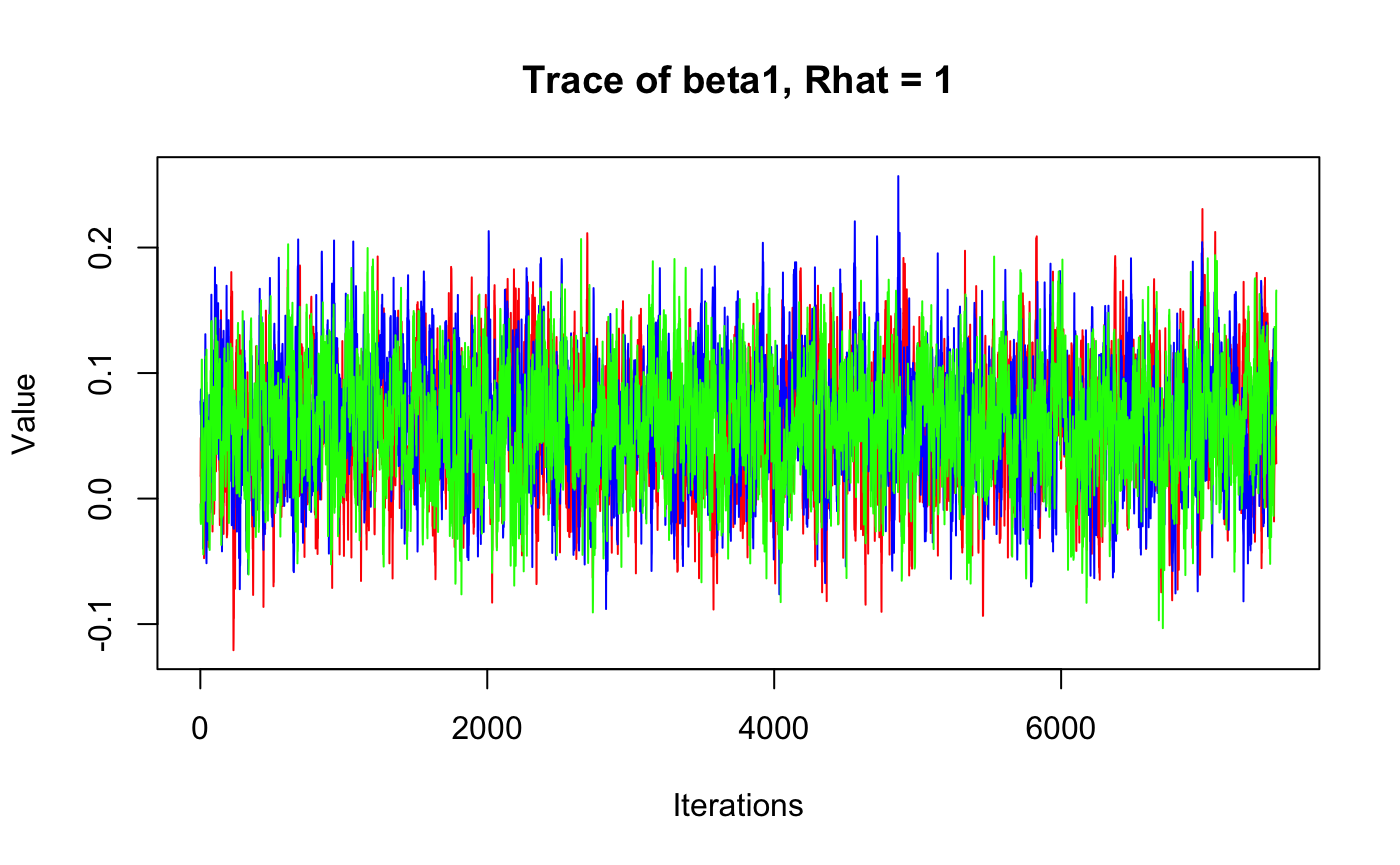 Trace of beta1, Rhat = 1
Value
0.2
0.1
0.0
-0.1
0 2000 4000 6000
Iterations